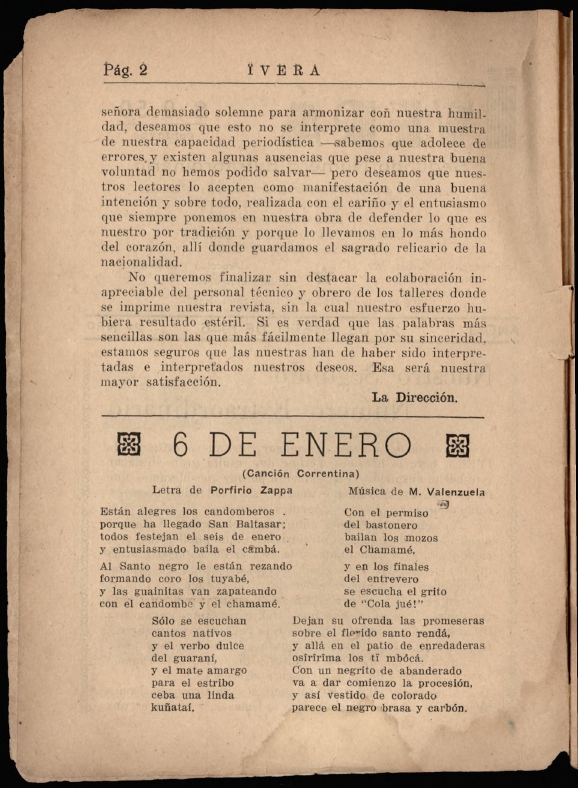 Pág. 2
ÏVERA
señora demasiado solemne para armonizar con nuestra humil-
dad, deseamos que esto no se interprete como una muestra
de nuestra capacidad periodística —sabemos que adolece de
errores, y existen algunas ausencias que pese a nuestra buena
voluntad no hemos podido salvar— pero deseamos que nues-
tros lectores lo acepten como manifestación de una buena
intención y sobre todo, realizada con el cariño y el entusiasmo
que siempre ponemos en nuestra obra de defender lo que es
nuestro por tradición y porque lo llevamos en lo más hondo
del corazón, allí donde guardamos el sagrado relicario de la
nacionalidad.
No queremos finalizar sin destacar la colaboración in-
apreciable del personal técnico y obrero de los talleres donde
se imprime nuestra revista, sin la cual nuestro esfuerzo hu-
biera resultado estéril. Si es verdad que las palabras más
sencillas son las que más fácilmente llegan por su sinceridad,
estamos seguros que las nuestras han de haber sido interpre-
tadas e interpretados nuestros deseos. Esa será nuestra
mayor satisfacción.
La Dirección.
6 DE ENERO
(Canción Correntina)
Letra de Porfirio Zappa
Música de M. Valenzuela
Están alegres los candomberos
porque ha llegado San Baltasar;
todos festejan el seis de enero
y entusiasmado baila el cambá.
Al Santo negro le están rezando
formando coro los tuyabé,
y las guainitas van zapateando
con el candombe y el chamamé.
Sólo se escuchan
cantos nativos
y el verbo dulce
del guaraní,
y el mate amargo
para el estribo
ceba una linda
kuñataí.
Con el permiso
del bastonero
bailan los mozos
el Chamamé,
y en los finales
del entrevero
se escucha el grito
de "Cola jué!"
Dejan su ofrenda las promeseras
sobre el florido santo rendá,
y allá en el patio de enredaderas
osiririma los tï mbócá.
Con un negrito de abanderado
va a dar comienzo la procesión,
y así vestido de colorado
parece el negro brasa y carbón.